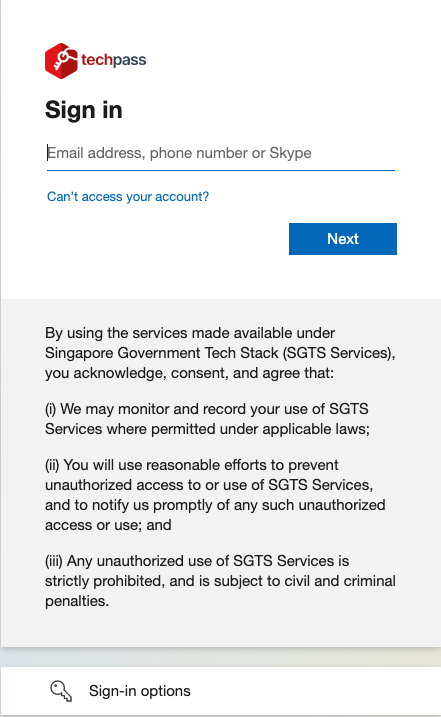 techpass
Sign in
Email address, phone number or Skype
Can't access your account?
Next
By using the services made available under
Singapore Government Tech Stack (SGTS Services),
you acknowledge, consent, and agree that:
(i) We may monitor and record your use of SGTS
Services where permitted under applicable laws;
(ii) You will use reasonable efforts to prevent
unauthorized access to or use of SGTS Services,
and to notify us promptly of any such unauthorized
access or use; and
(iii) Any unauthorized use of SGTS Services is
strictly prohibited, and is subject to civil and criminal
penalties.
Sign-in options